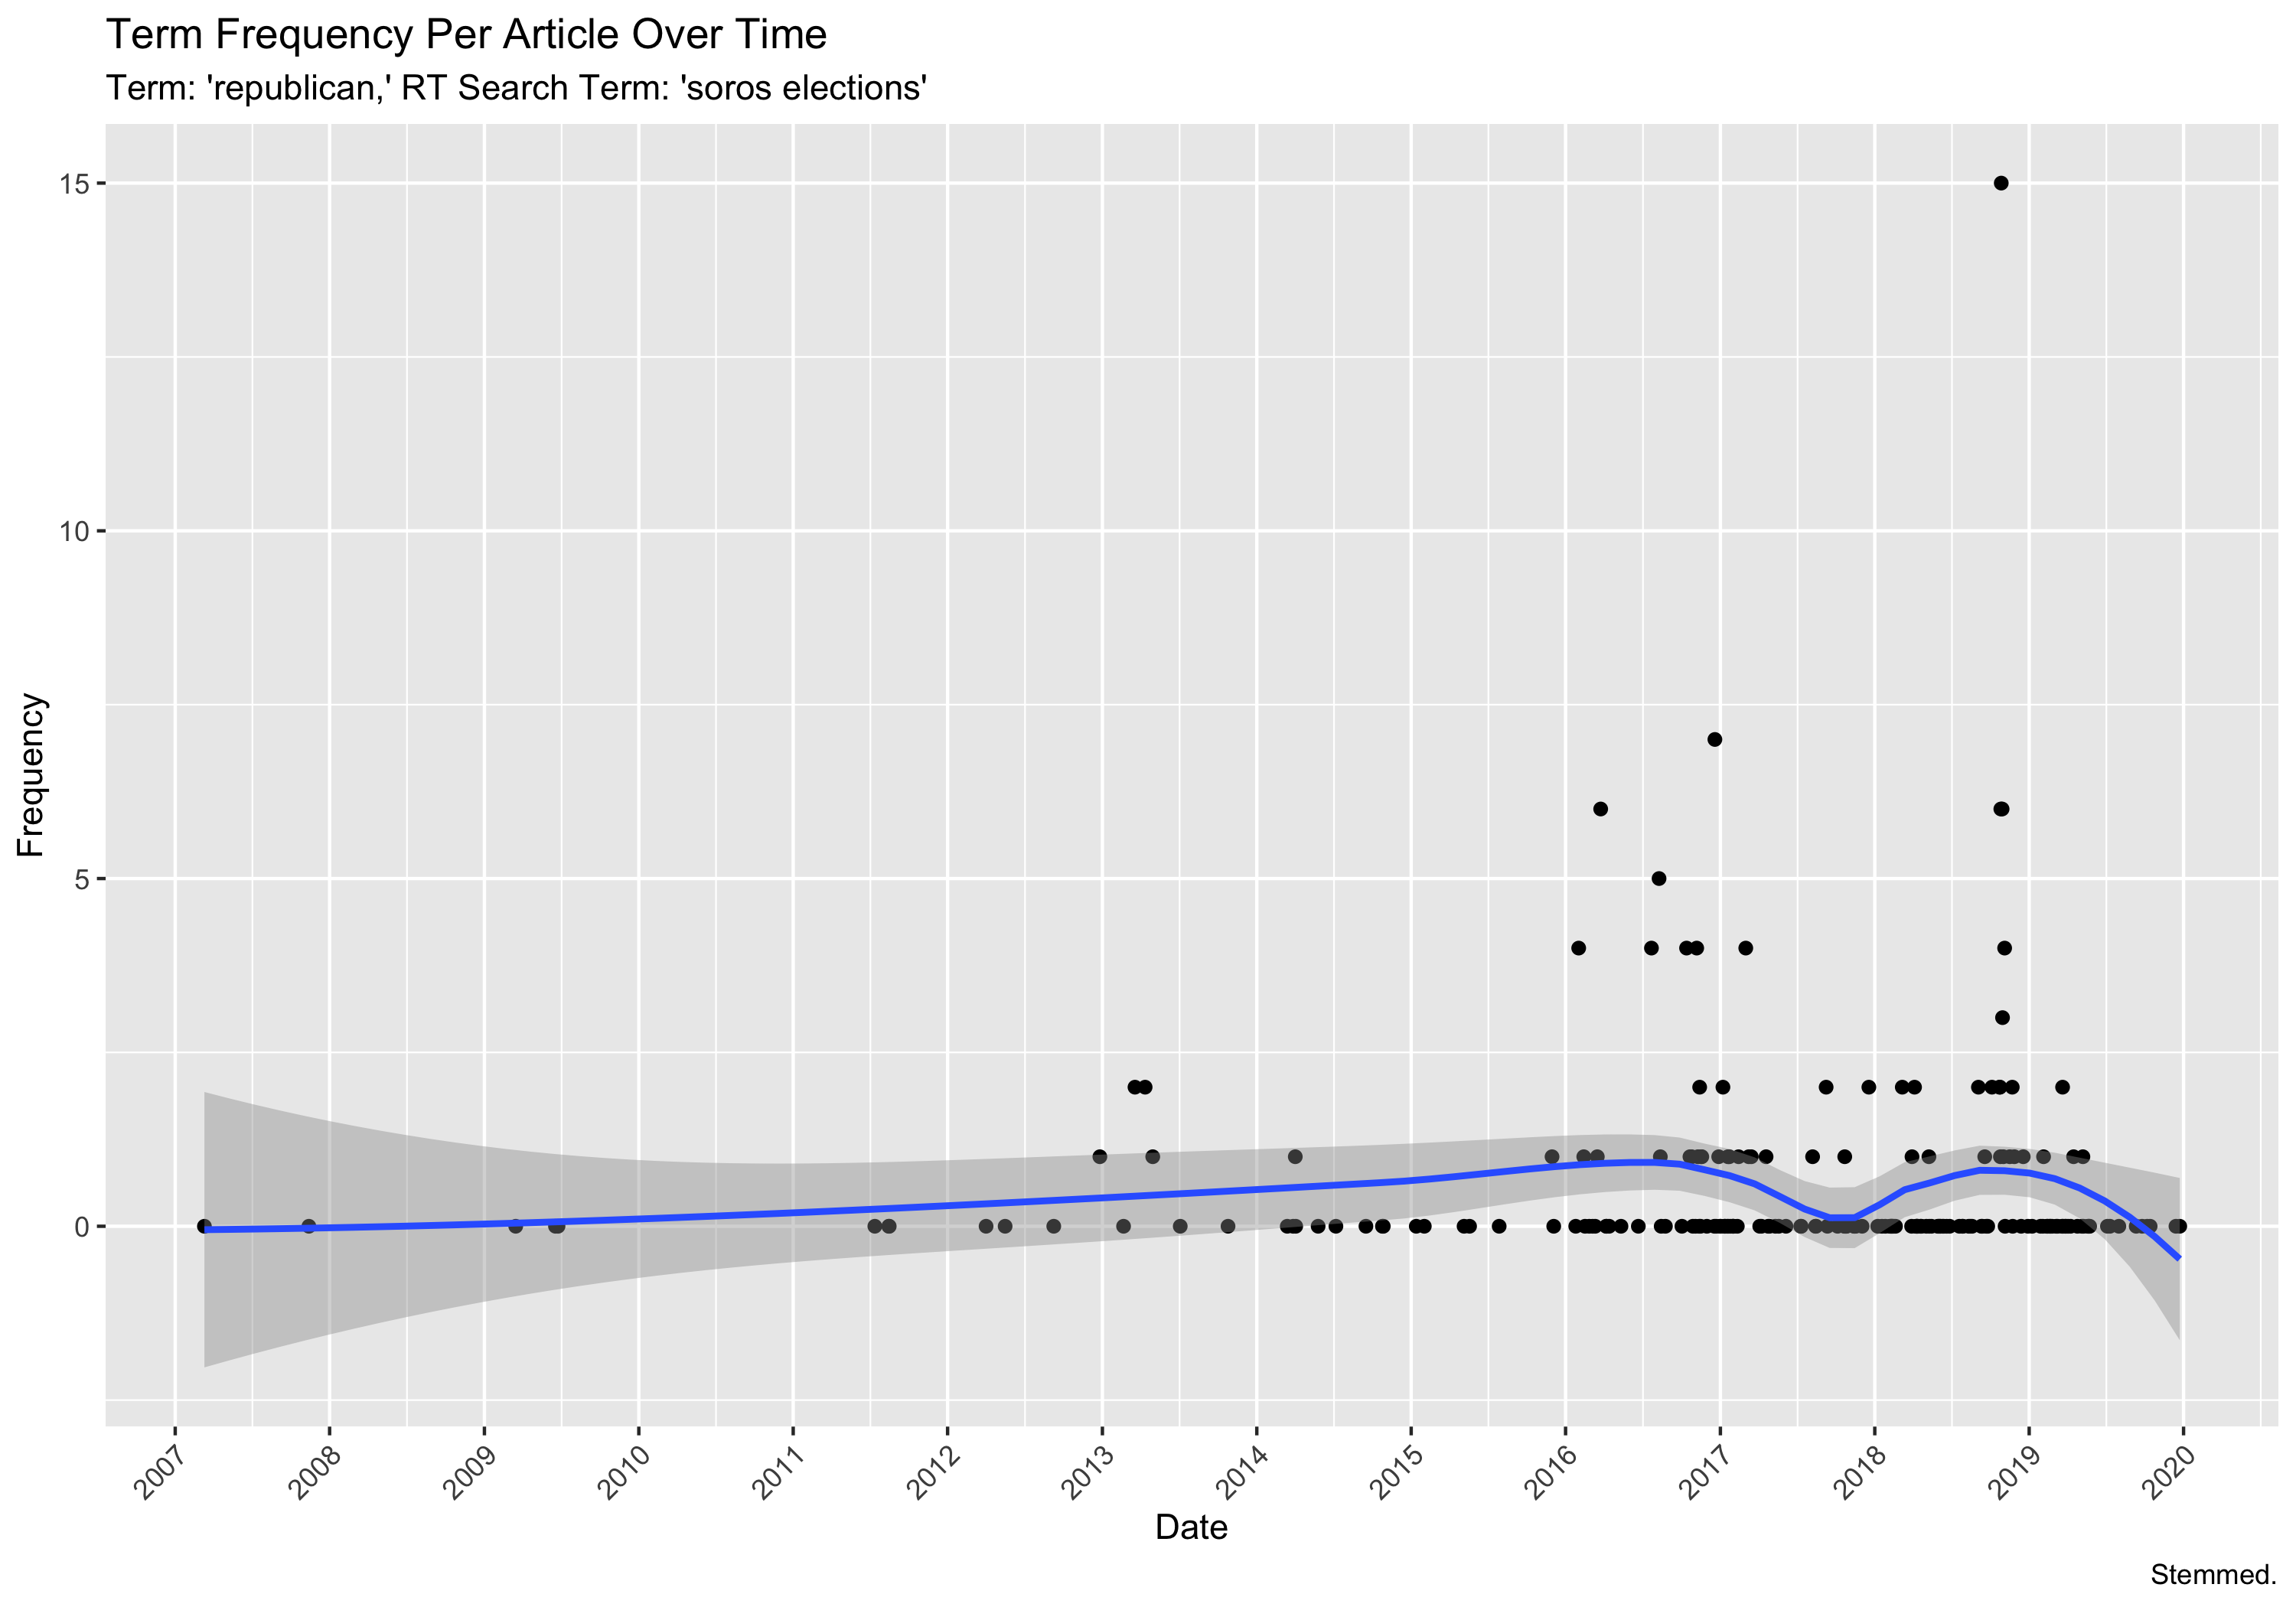 Term Frequency Per Article Over Time
Term: 'republican,' RT Search Term: 'soros elections'
Frequency
15
10
5
0
2007 2008 2009 2010 2011 2012 2013 2014 2015 2016 2017 2018 2019 2020
Date
Stemmed.